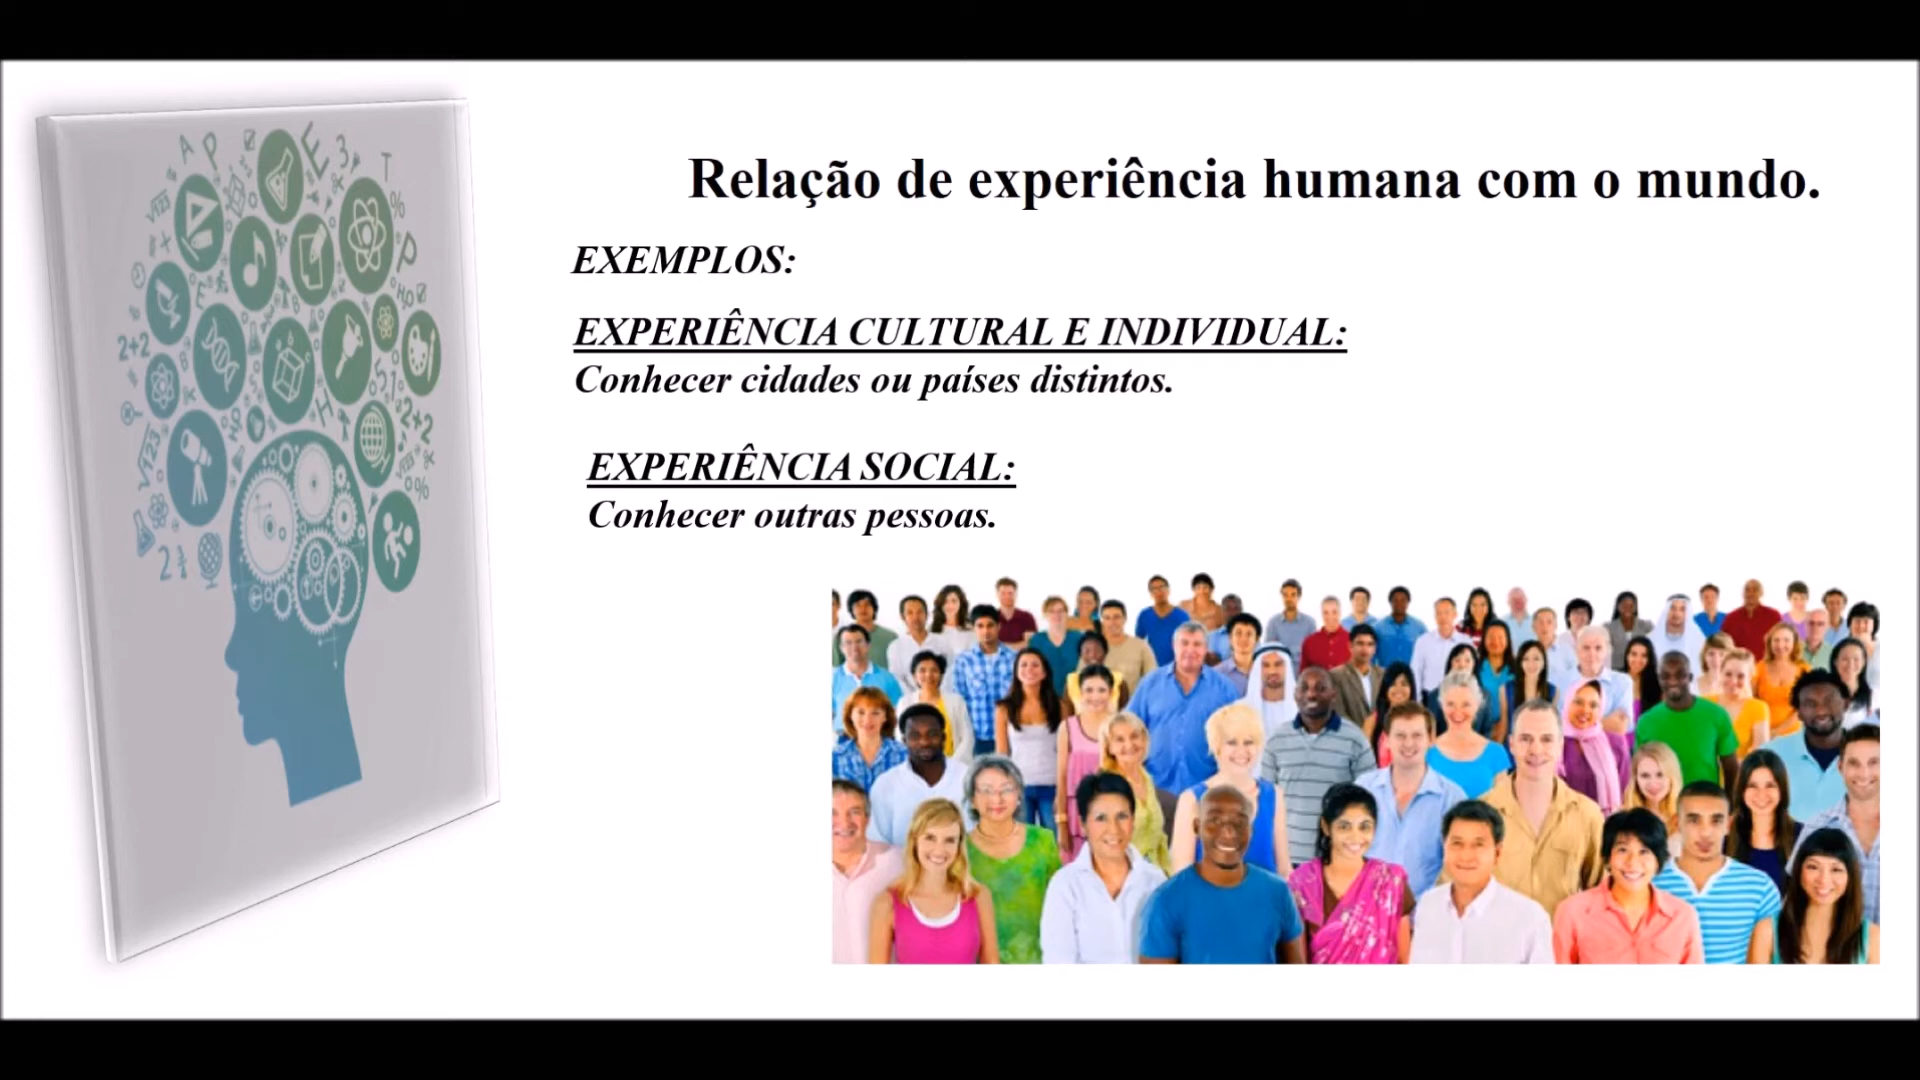 Relação de experiência humana com o mundo.
EXEMPLOS:
EXPERIÊNCIA CULTURAL E INDIVIDUAL:
Conhecer cidades ou países distintos.
EXPERIÊNCIA SOCIAL:
Conhecer outras pessoas.